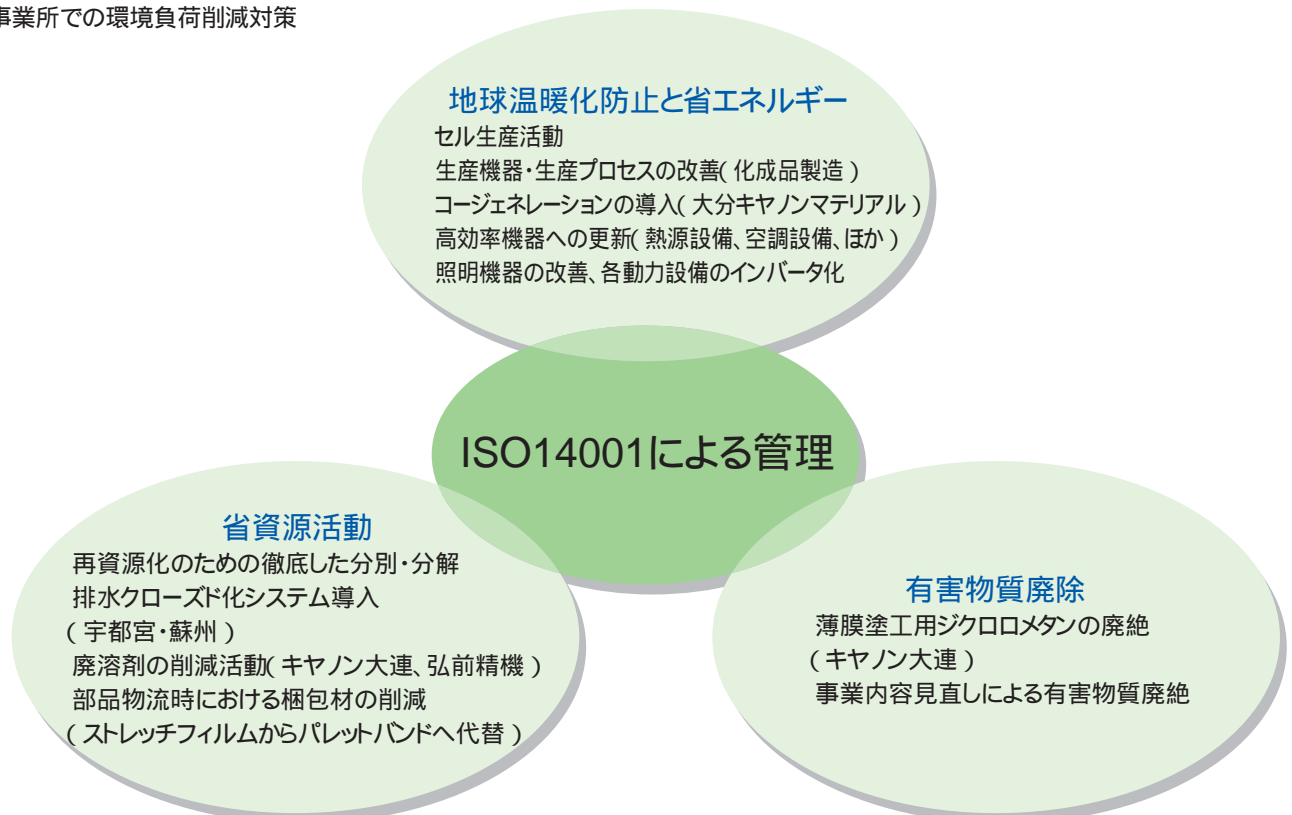 事業所での環境負荷削減対策
地球温暖化防止と省エネルギー
セル生産活動
生産機器・生産プロセスの改善(化成品製造)
コージェネレーションの導入(大分キヤノンマテリアル)
高効率機器への更新(熱源設備、空調設備、ほか)
照明機器の改善、各動力設備のインバータ化
ISO14001による管理
省資源活動
再資源化のための徹底した分別・分解
排水クローズド化システム導入
(宇都宮・蘇州)
廃溶剤の削減活動(キヤノン大連、弘前精機)
部品物流時における梱包材の削減
(ストレッチフィルムからパレットバンドへ代替)
有害物質廃除
薄膜塗工用ジクロロメタンの廃絶
(キヤノン大連)
事業内容見直しによる有害物質廃絶